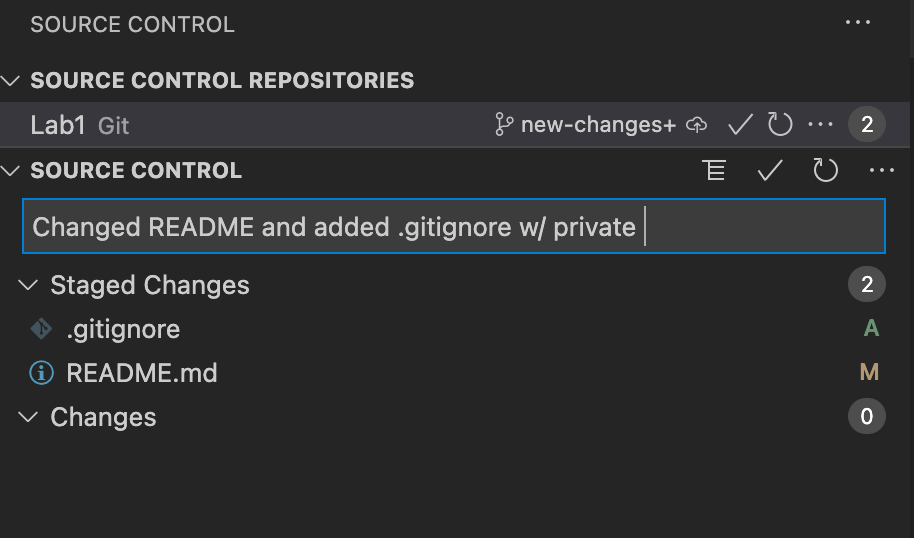 SOURCE CONTROL
SOURCE CONTROL REPOSITORIES
Lab1 Git new-changes+ 2
SOURCE CONTROL
Changed README and added .gitignore w/ private
Staged Changes 2
.gitignore A
README.md M
Changes 0